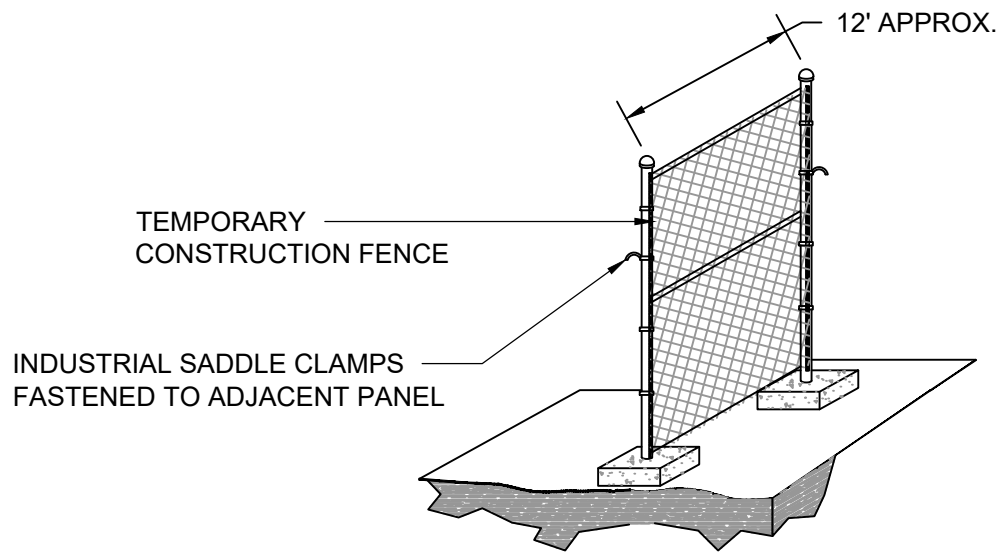 12' APPROX.
TEMPORARY
CONSTRUCTION FENCE
INDUSTRIAL SADDLE CLAMPS
FASTENED TO ADJACENT PANEL